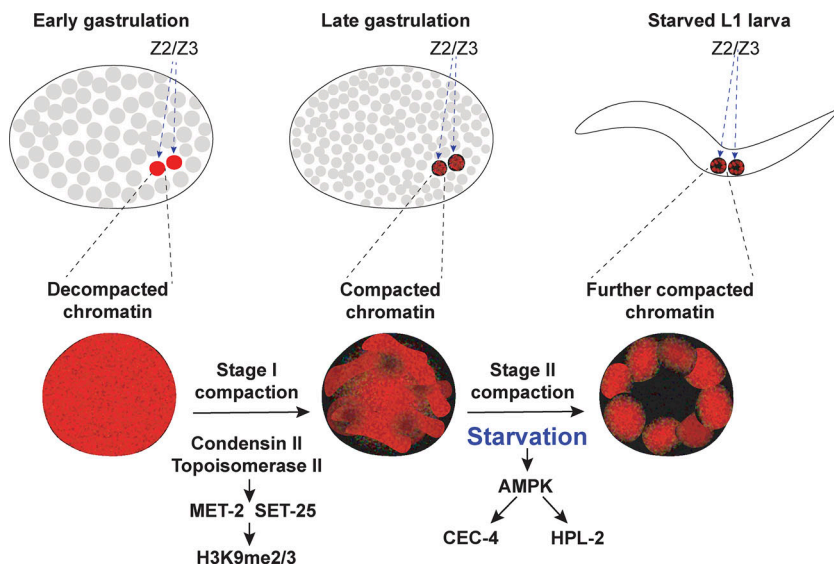 Early gastrulation
Late gastrulation
Starved L1 larva
Z2/Z3
Z2/Z3
Z2/Z3
Decompacted
chromatin
Compacted
chromatin
Further compacted
chromatin
Stage I
compaction
Stage II
compaction
Condensin II
Topoisomerase II
MET-2 SET-25
H3K9me2/3
Starvation
AMPK
CEC-4
HPL-2